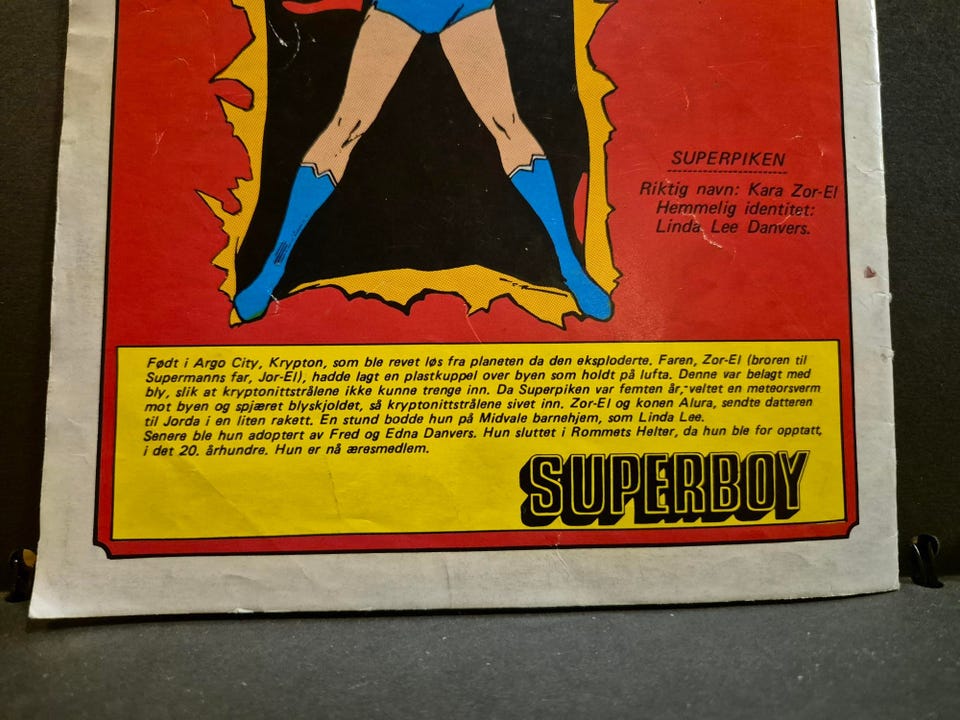 SUPERPIKEN
Riktig navn: Kara Zor-El
Hemmelig identitet:
Linda Lee Danvers.
Født i Argo City, Krypton, som ble revet løs fra planeten da den eksploderte. Faren, Zor-El (broren til
Supermanns far, Jor-El), hadde lagt en plastkuppel over byen som holdt på lufta. Denne var belagt med
bly, slik at kryptonittstrålene ikke kunne trenge inn. Da Superpiken var femten år, veltet en meteorsverm
mot byen og spjæret blyskjoldet, så kryptonittstrålene sivet inn. Zor-El og konen Alura, sendte datteren
til Jorda i en liten rakett. En stund bodde hun på Midvale barnehjem, som Linda Lee.
Senere ble hun adoptert av Fred og Edna Danvers. Hun sluttet i Rommets Helter, da hun ble for opptatt,
i det 20. århundre. Hun er nå æresmedlem.
SUPERBOY